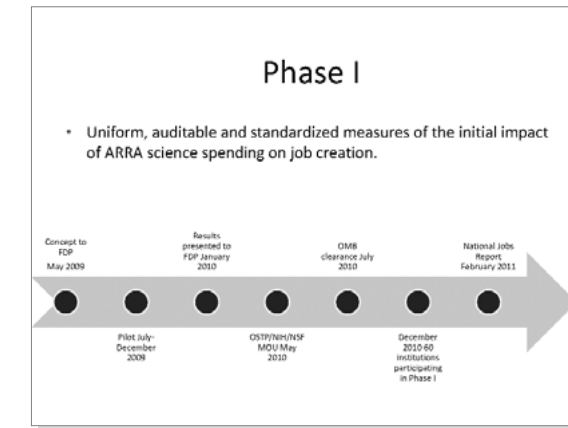 Phase I
• Uniform, auditable and standardized measures of the initial impact
of ARRA science spending on job creation.
Concept to
FDP
May 2009
Pilot July-
December
2009
Results
presented to
FDP January
2010
OSTP/NIH/NSF
MOU May
2010
OMB
clearance July
2010
December
2010-60
institutions
participating
in Phase I
National Jobs
Report
February 2011